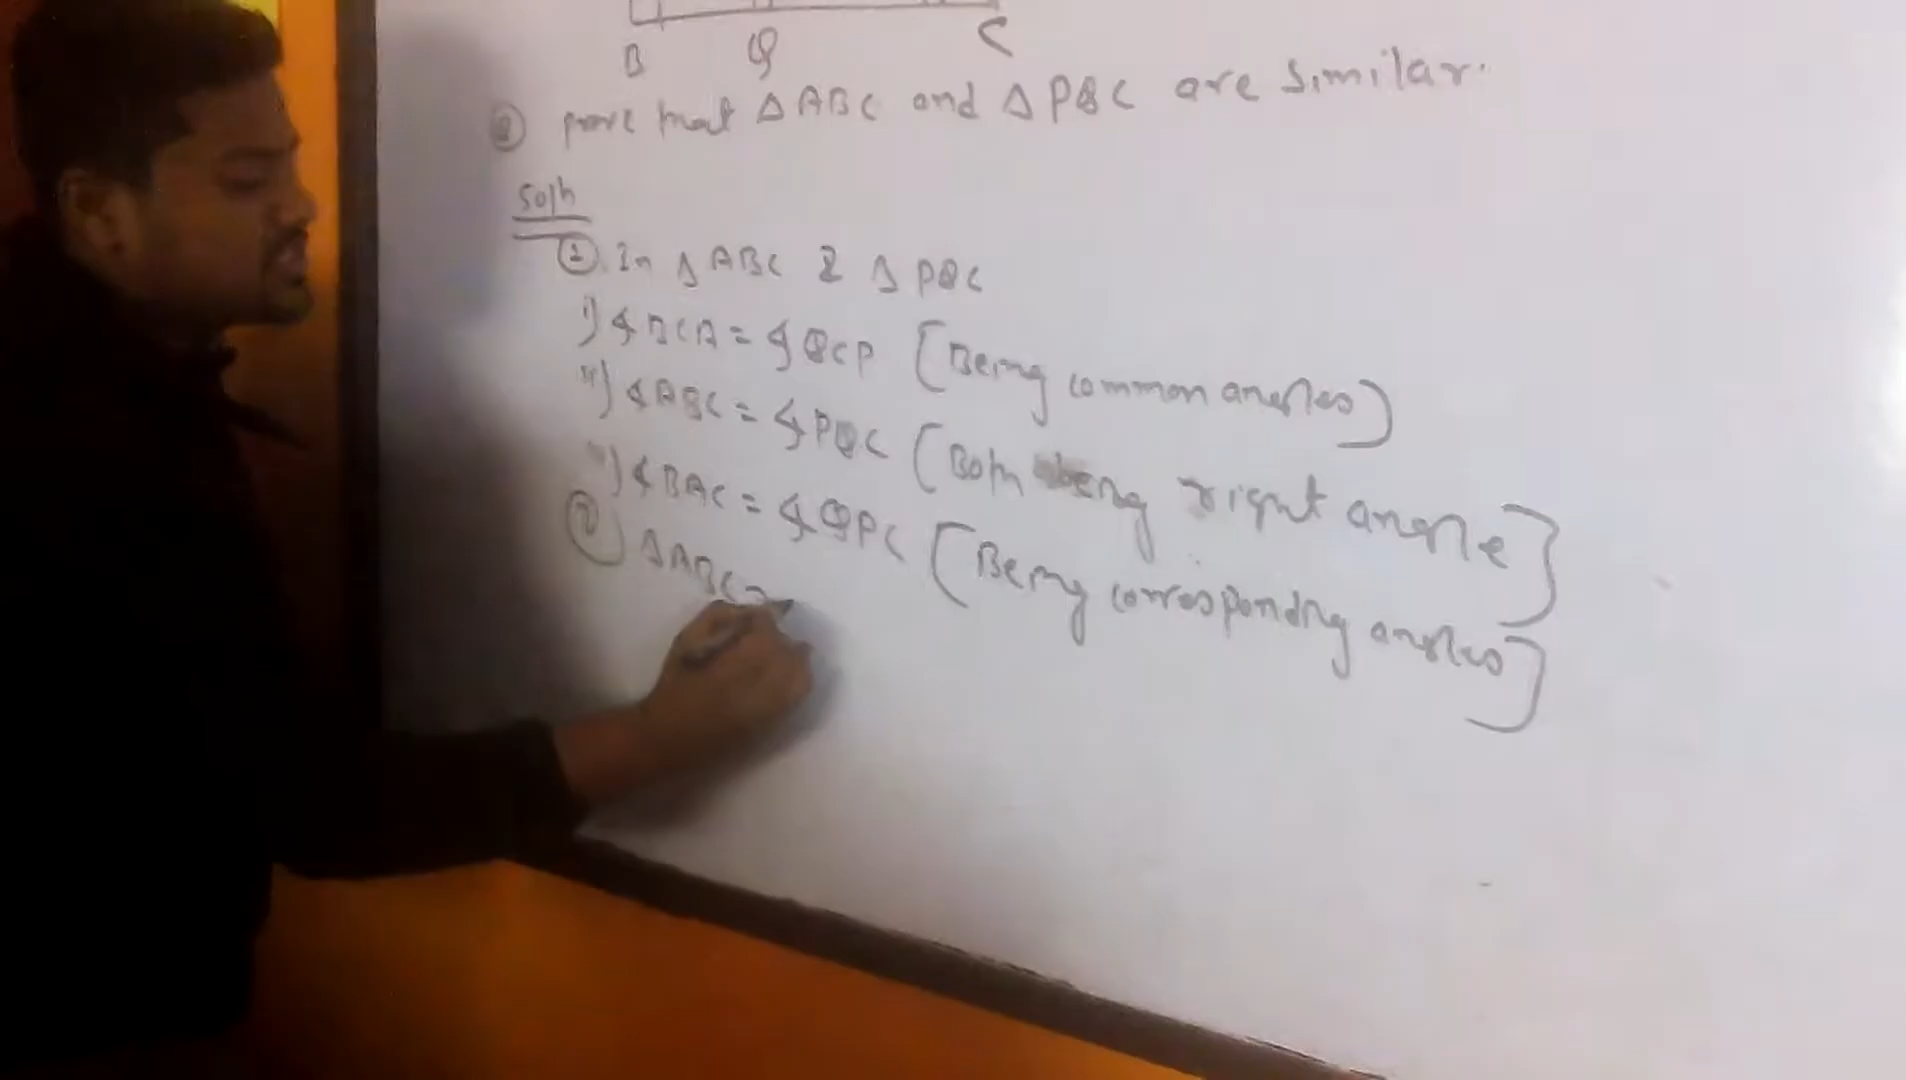 B Q C
① prove that △ABC and △PQC are similar.
Soln
①. In △ABC & △PQC
i) ∡BCA = ∡QCP [Being common angles]
ii) ∡ABC = ∡PQC [Both being right angle]
iii) ∡BAC = ∡QPC [Being corresponding angles]
②) △ABC ~